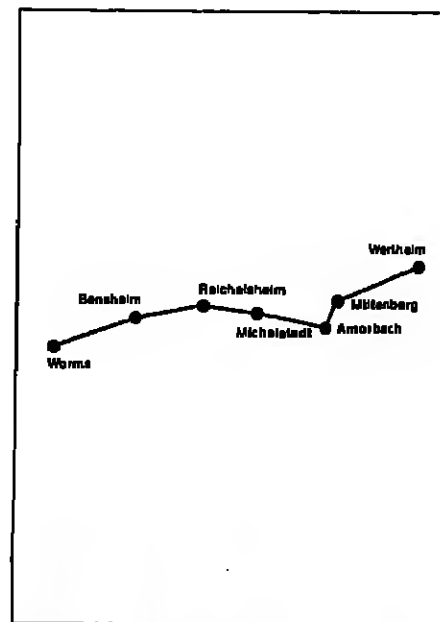 Wertheim
Reichelsheim
Bensheim
Miltenberg
Michelstadt
Amorbach
Worms